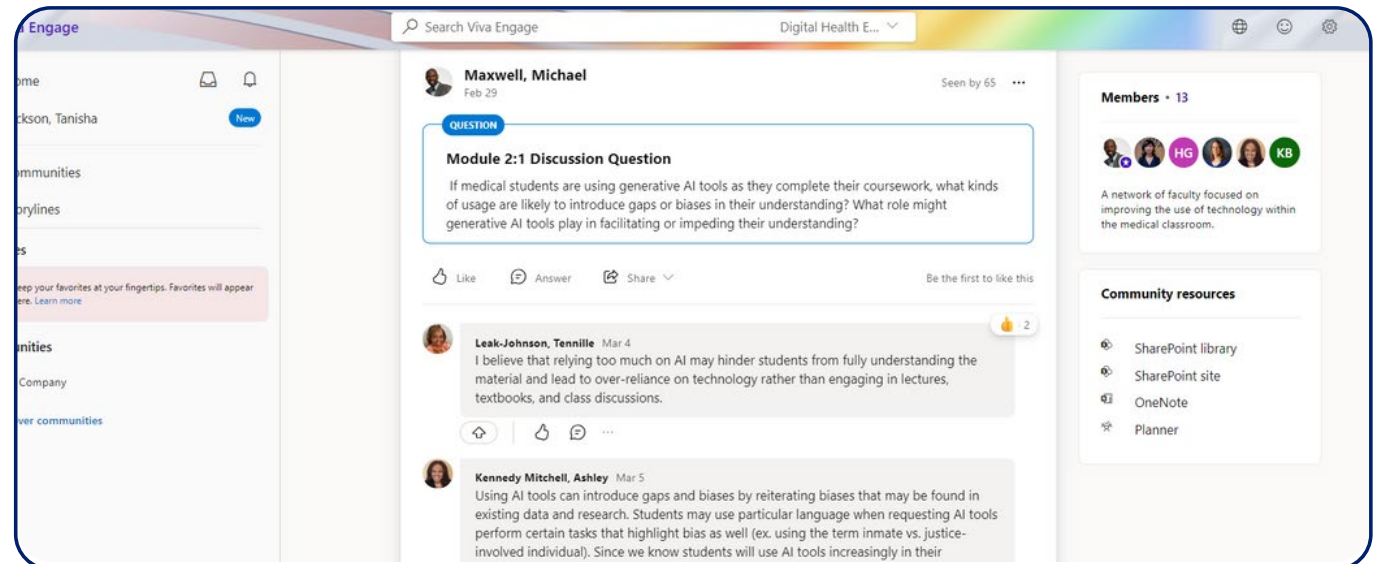 Engage
Search Viva Engage
Digital Health E...
ome
ckson, Tanisha
New
ommunities
orylines
es
eep your favorites at your fingertips. Favorites will appear
ere. Learn more
unities
Company
ver communities
Maxwell, Michael
Feb 29
Seen by 65
QUESTION
Module 2:1 Discussion Question
If medical students are using generative AI tools as they complete their coursework, what kinds
of usage are likely to introduce gaps or biases in their understanding? What role might
generative AI tools play in facilitating or impeding their understanding?
Like
Answer
Share
Be the first to like this
2
Leak-Johnson, Tennille Mar 4
I believe that relying too much on AI may hinder students from fully understanding the
material and lead to over-reliance on technology rather than engaging in lectures,
textbooks, and class discussions.
Kennedy Mitchell, Ashley Mar 5
Using AI tools can introduce gaps and biases by reiterating biases that may be found in
existing data and research. Students may use particular language when requesting AI tools
perform certain tasks that highlight bias as well (ex. using the term inmate vs. justice-
involved individual). Since we know students will use AI tools increasingly in their
Members • 13
HG
KB
A network of faculty focused on
improving the use of technology within
the medical classroom.
Community resources
SharePoint library
SharePoint site
OneNote
Planner